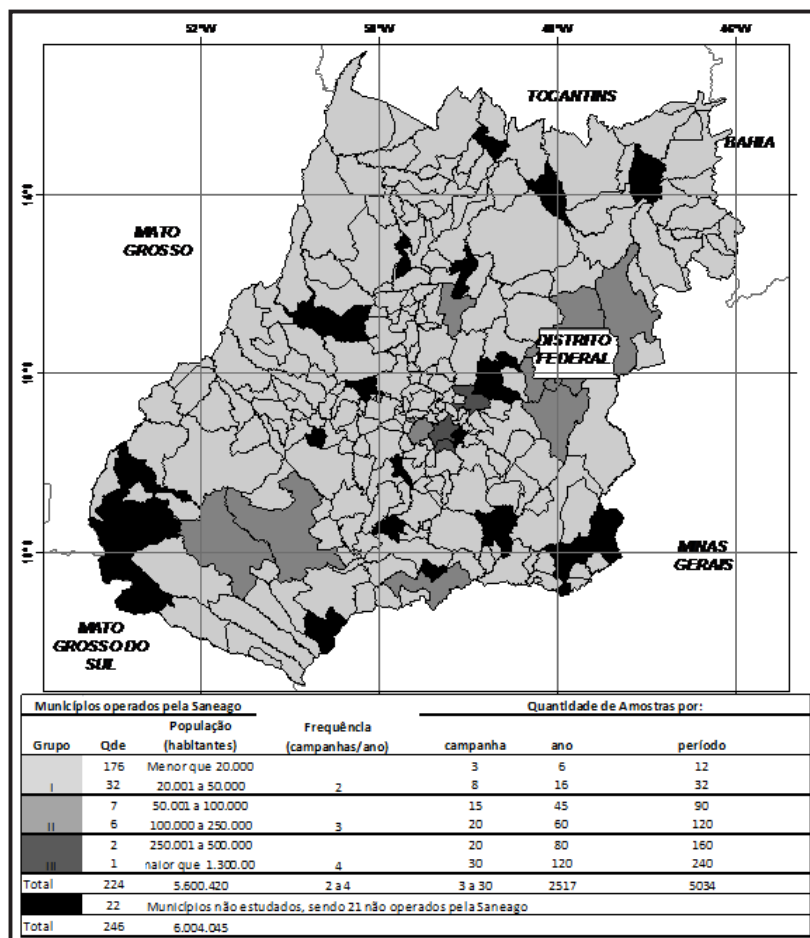 52°W 50°W 48°W 46°W
TOCANTINS
BAHIA
MATO
GROSSO
DISTRITO
FEDERAL
MINAS
GERAIS
MATO
GROSSO DO
SUL
Municípios operados pela Saneago Quantidade de Amostras por:
Grupo Qde População (habitantes) Frequência (campanhas/ano) campanha ano período
176 Menor que 20.000 3 6 12
I 32 20.001 a 50.000 2 8 16 32
7 50.001 a 100.000 15 45 90
II 6 100.000 a 250.000 3 20 60 120
2 250.001 a 500.000 20 80 160
III 1 naior que 1.300.00 4 30 120 240
Total 224 5.600.420 2 a 4 3 a 30 2517 5034
22 Municípios não estudados, sendo 21 não operados pela Saneago
Total 246 6.004.045